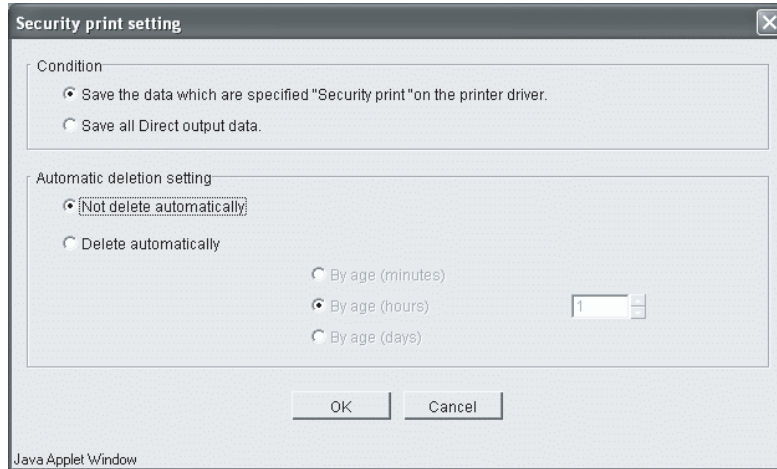 Security print setting
Condition
Save the data which are specified "Security print "on the printer driver.
Save all Direct output data.
Automatic deletion setting
Not delete automatically
Delete automatically
By age (minutes)
By age (hours)
1
By age (days)
OK
Cancel
Java Applet Window